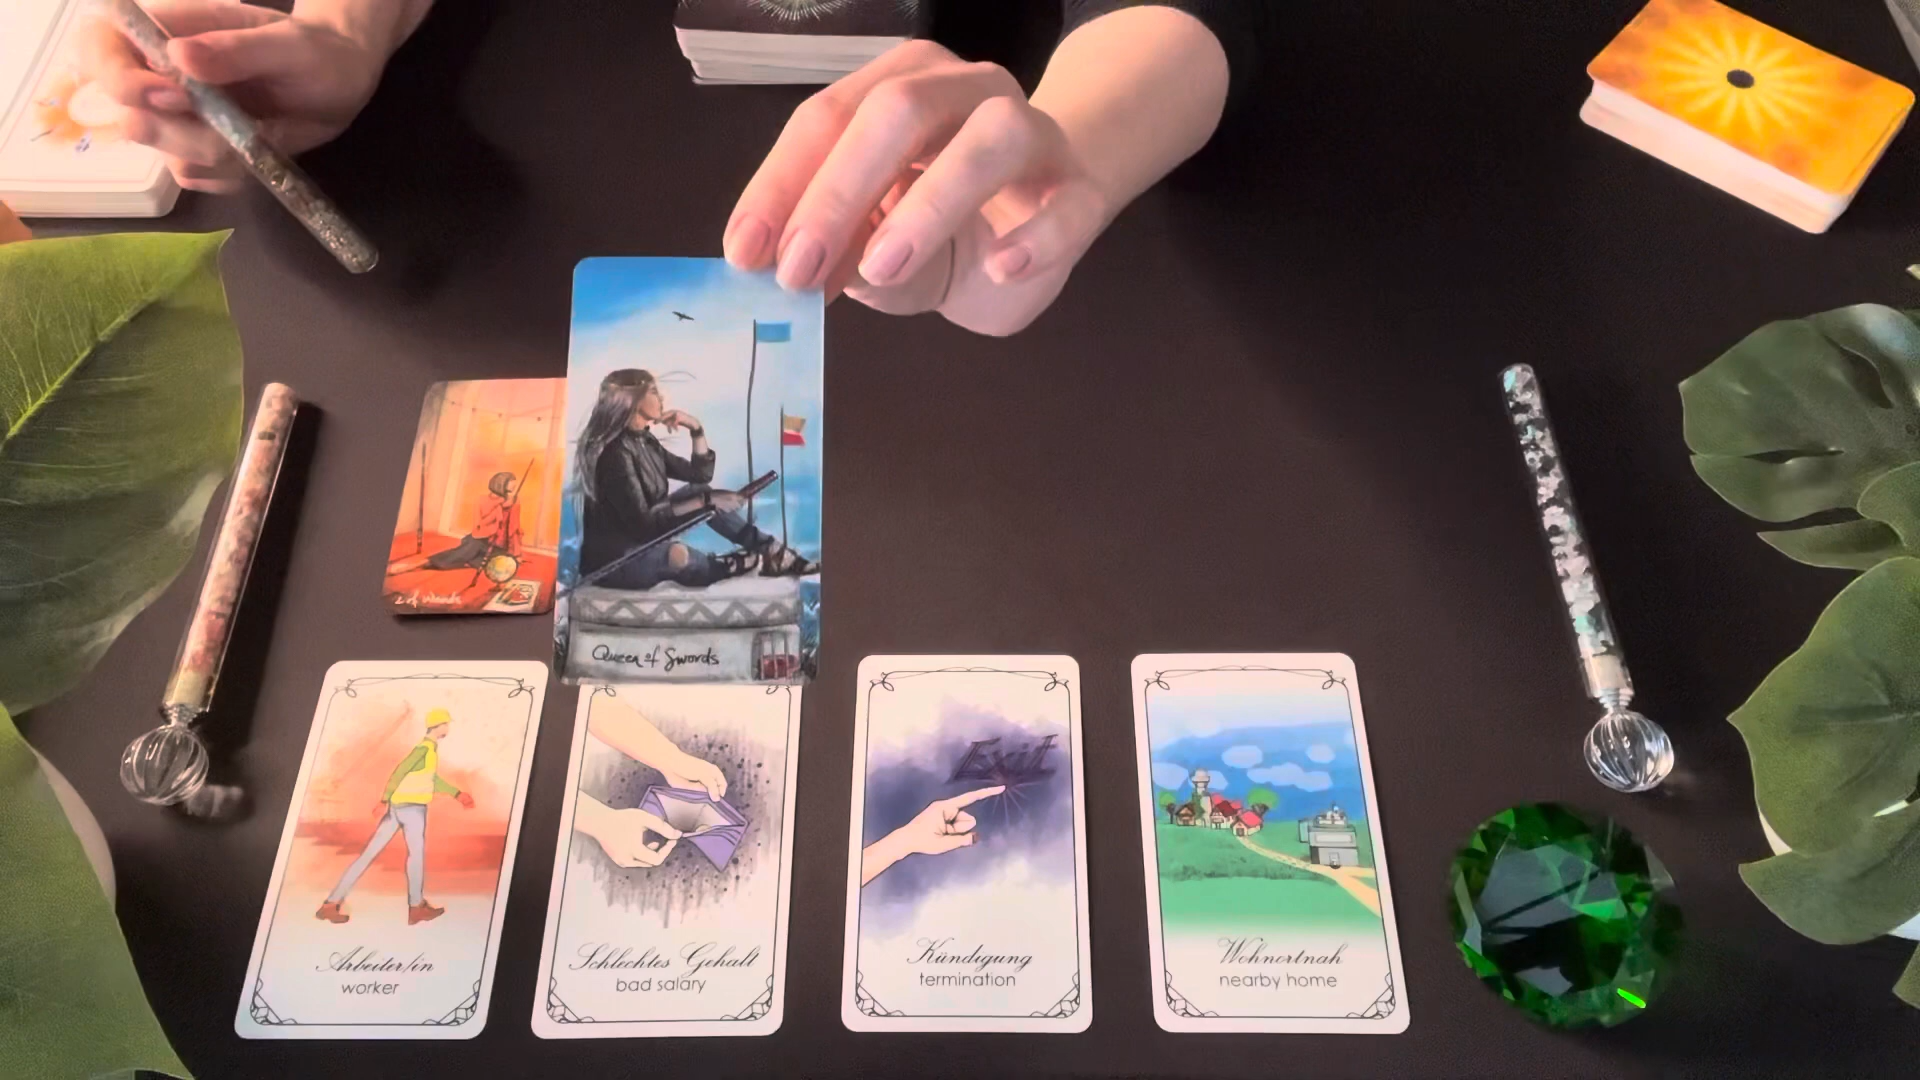 2 of Wands
Queen of Swords
Arbeiter/in
worker
Schlechtes Gehalt
bad salary
Exit
Kündigung
termination
Wohnortnah
nearby home